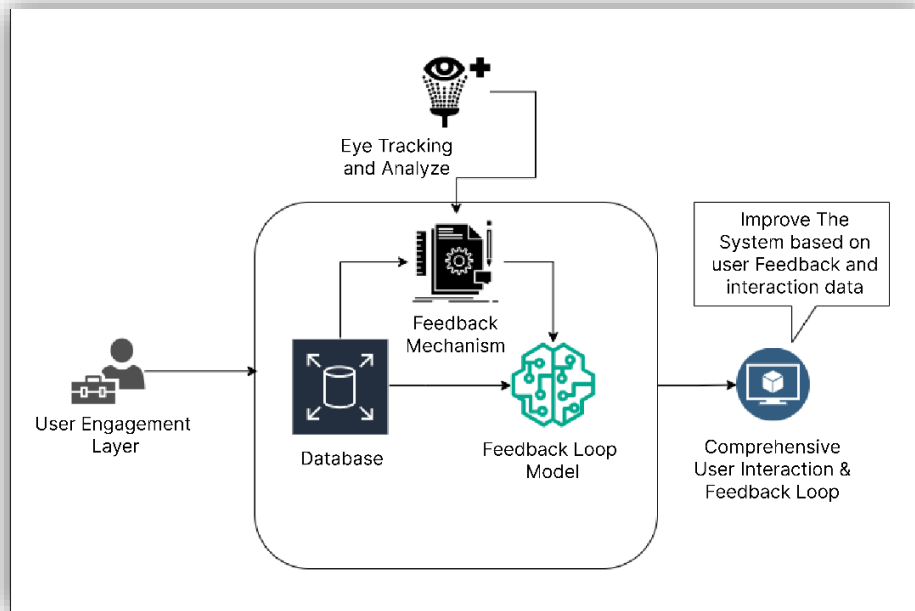 Eye Tracking
and Analyze
Improve The
System based on
user Feedback and
interaction data
Feedback
Mechanism
User Engagement
Layer
Database
Feedback Loop
Model
Comprehensive
User Interaction &
Feedback Loop